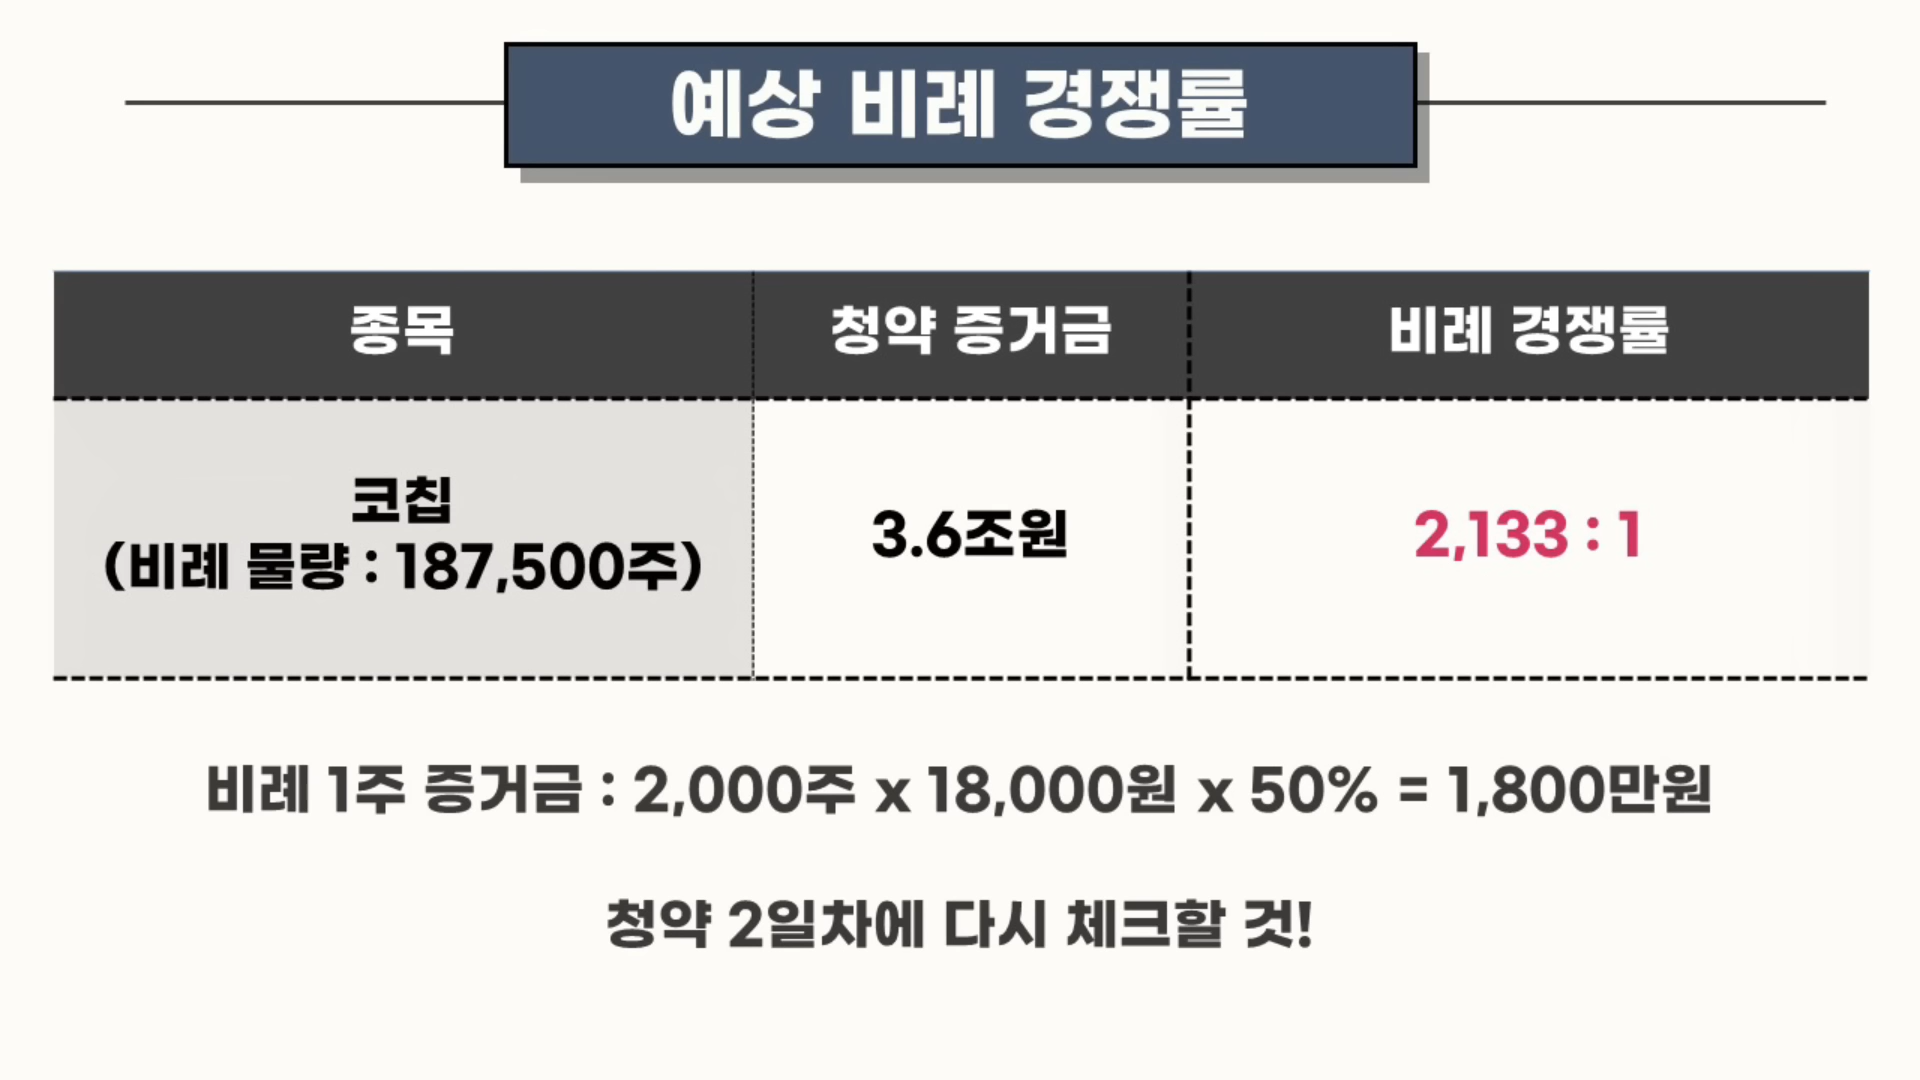 예상 비례 경쟁률
종목 청약 증거금 비례 경쟁률
코칩
(비례 물량 : 187,500주) 3.6조원 2,133 : 1
비례 1주 증거금 : 2,000주 x 18,000원 x 50% = 1,800만원
청약 2일차에 다시 체크할 것!